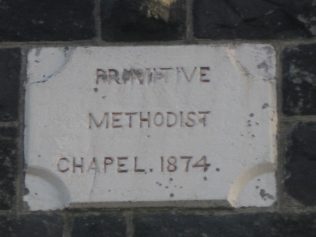 PRIMITIVE
METHODIST
CHAPEL. 1874.